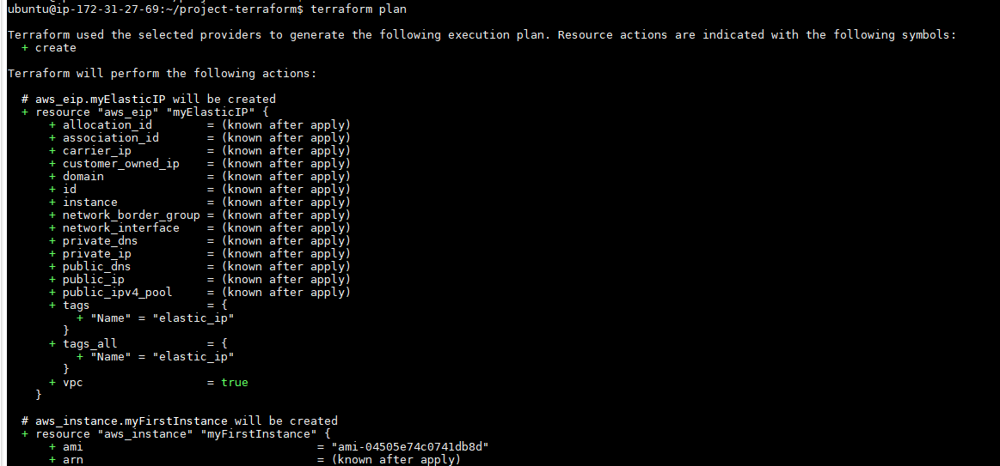 ubuntu@ip-172-31-27-69:~/project-terraform$ terraform plan
Terraform used the selected providers to generate the following execution plan. Resource actions are indicated with the following symbols:
  + create
Terraform will perform the following actions:
  # aws_eip.myElasticIP will be created
  + resource "aws_eip" "myElasticIP" {
      + allocation_id        = (known after apply)
      + association_id       = (known after apply)
      + carrier_ip           = (known after apply)
      + customer_owned_ip    = (known after apply)
      + domain               = (known after apply)
      + id                   = (known after apply)
      + instance             = (known after apply)
      + network_border_group = (known after apply)
      + network_interface    = (known after apply)
      + private_dns          = (known after apply)
      + private_ip           = (known after apply)
      + public_dns           = (known after apply)
      + public_ip            = (known after apply)
      + public_ipv4_pool     = (known after apply)
      + tags                 = {
          + "Name" = "elastic_ip"
        }
      + tags_all             = {
          + "Name" = "elastic_ip"
        }
      + vpc                  = true
    }
  # aws_instance.myFirstInstance will be created
  + resource "aws_instance" "myFirstInstance" {
      + ami                                  = "ami-04505e74c0741db8d"
      + arn                                  = (known after apply)